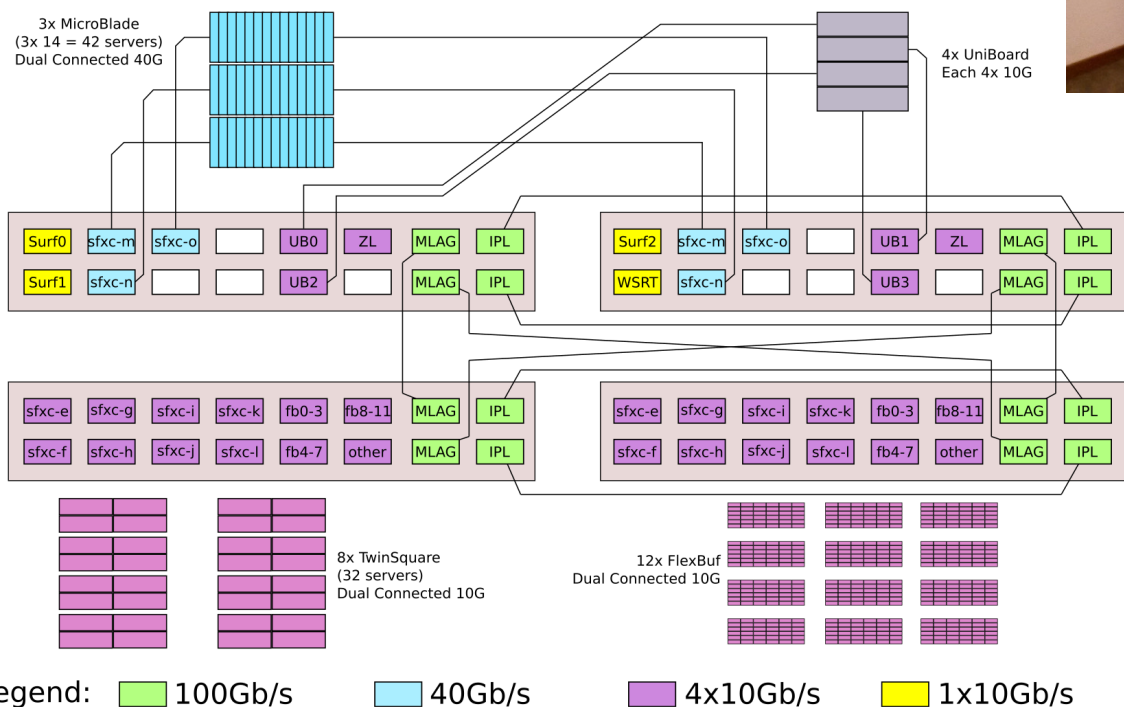 3x MicroBlade
(3x 14 = 42 servers)
Dual Connected 40G
4x UniBoard
Each 4x 10G
Surf0 sfxc-m sfxc-o UB0 ZL MLAG IPL
Surf1 sfxc-n UB2 MLAG IPL
Surf2 sfxc-m sfxc-o UB1 ZL MLAG IPL
WSRT sfxc-n UB3 MLAG IPL
sfxc-e sfxc-g sfxc-i sfxc-k fb0-3 fb8-11 MLAG IPL
sfxc-f sfxc-h sfxc-j sfxc-l fb4-7 other MLAG IPL
sfxc-e sfxc-g sfxc-i sfxc-k fb0-3 fb8-11 MLAG IPL
sfxc-f sfxc-h sfxc-j sfxc-l fb4-7 other MLAG IPL
8x TwinSquare
(32 servers)
Dual Connected 10G
12x FlexBuf
Dual Connected 10G
egend: 100Gb/s 40Gb/s 4x10Gb/s 1x10Gb/s